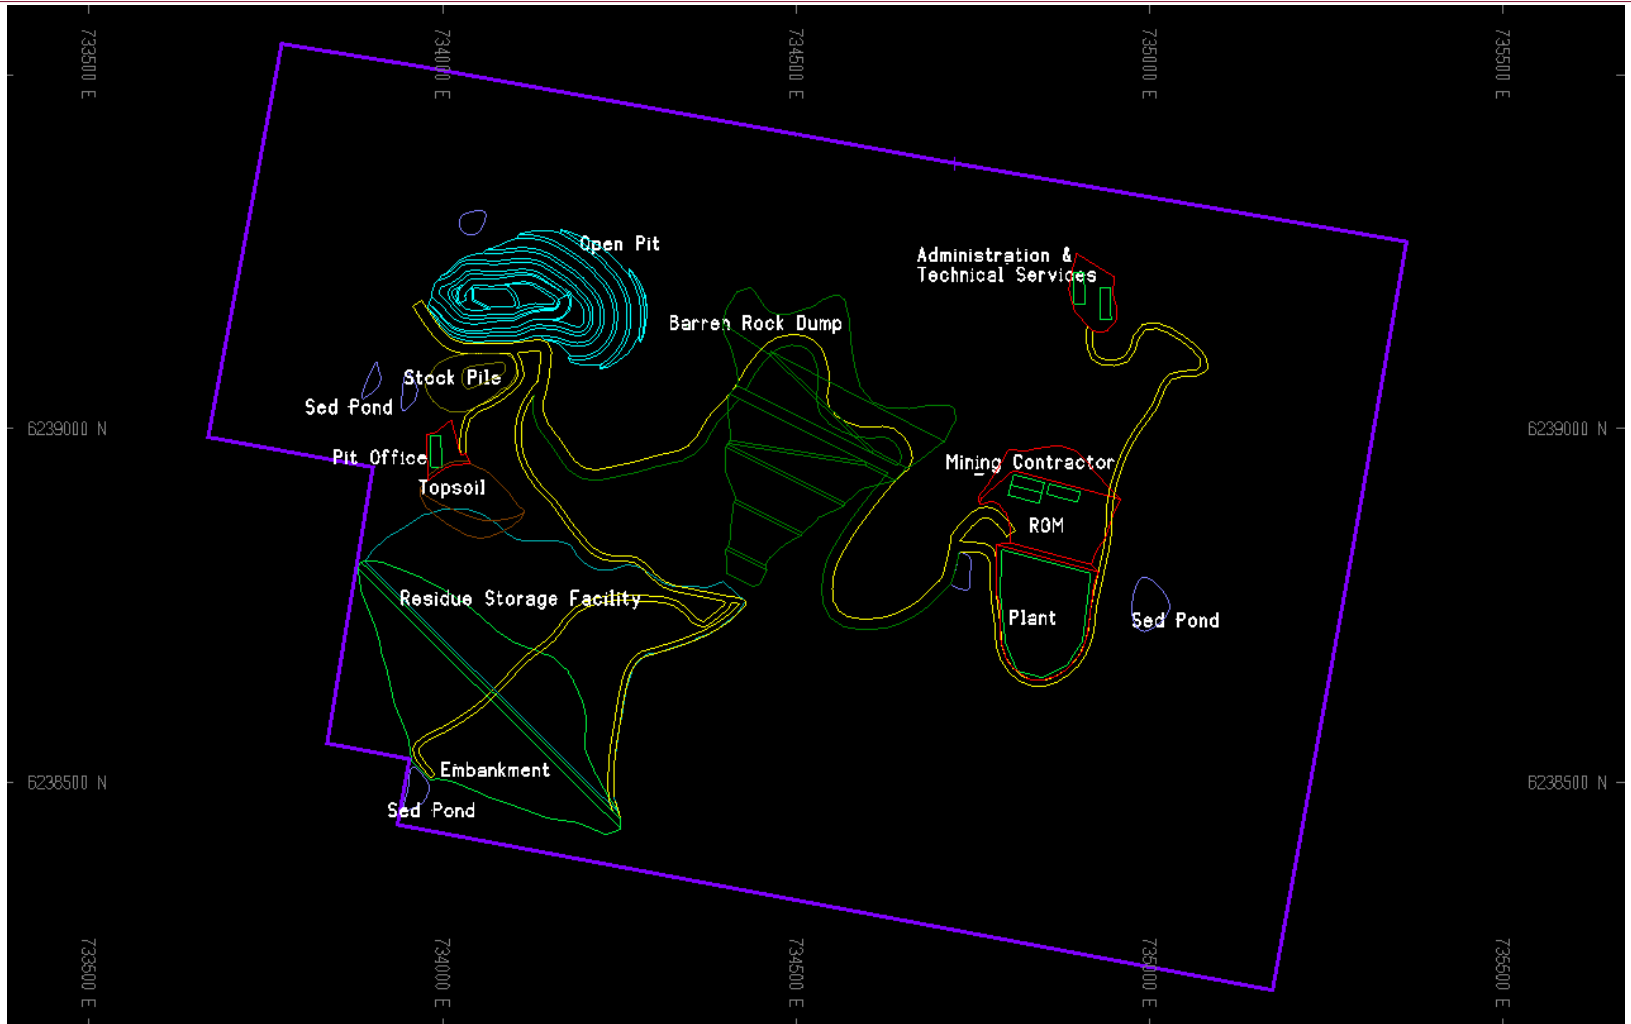 733500 E
734000 E
734500 E
735000 E
735500 E
Open Pit
Administration &
Technical Services
Barren Rock Dump
Stock Pile
Sed Pond
6239000 N
6239000 N
Pit Office
Mining Contractor
Topsoil
ROM
Residue Storage Facility
Plant
Sed Pond
Embankment
6238500 N
6238500 N
Sed Pond
733500 E
734000 E
734500 E
735000 E
735500 E